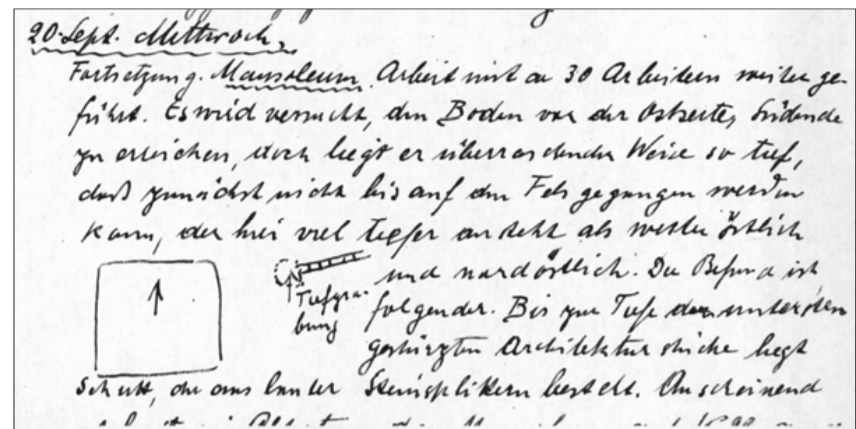 20. Sept. Mittwoch.
Fortsetzung. Mausoleum. Arbeit mit ca 30 Arbeitern weiter ge-
führt. Es wird versucht, den Boden vor der Ostseite, Südende
zu erreichen, doch liegt er überraschender Weise so tief,
daß zunächst nicht bis auf den Fels gegangen werden
kann, der hier viel tiefer ansteht als weiter östlich
und nordöstlich. Der Befund ist
Tiefgra-
bung
folgender. Bis zur Tiefe der untersten
gestürzten Architekturstücke liegt
Schutt, der aus lauter Steinsplittern besteht. Anscheinend